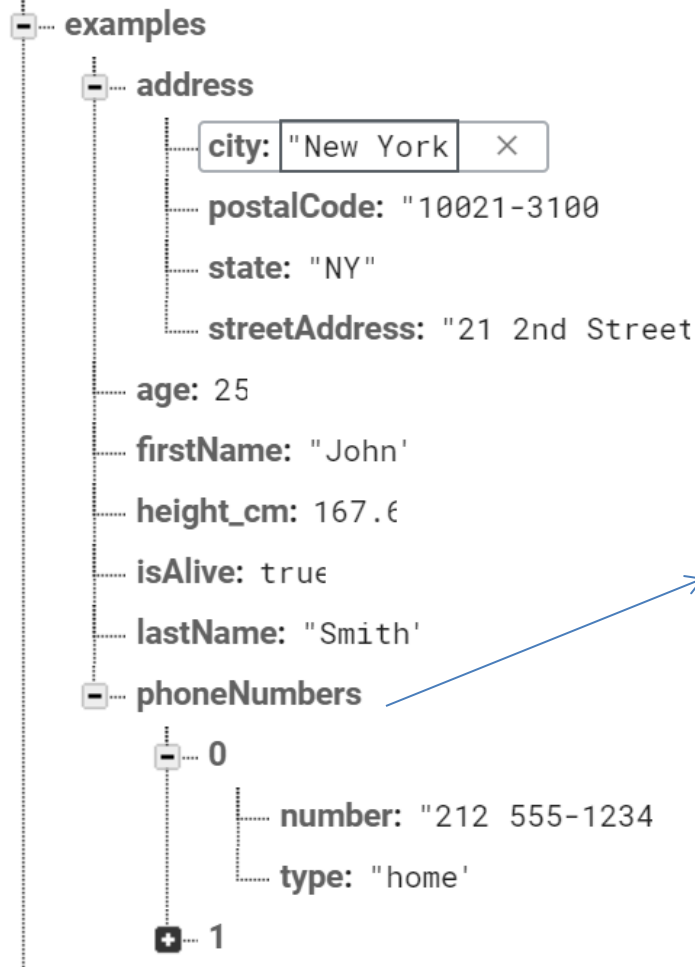 examples
address
city: "New York
postalCode: "10021-3100
state: "NY"
streetAddress: "21 2nd Street
age: 25
firstName: "John'
height_cm: 167.6
isAlive: true
lastName: "Smith'
phoneNumbers
0
number: "212 555-1234
type: "home'
1